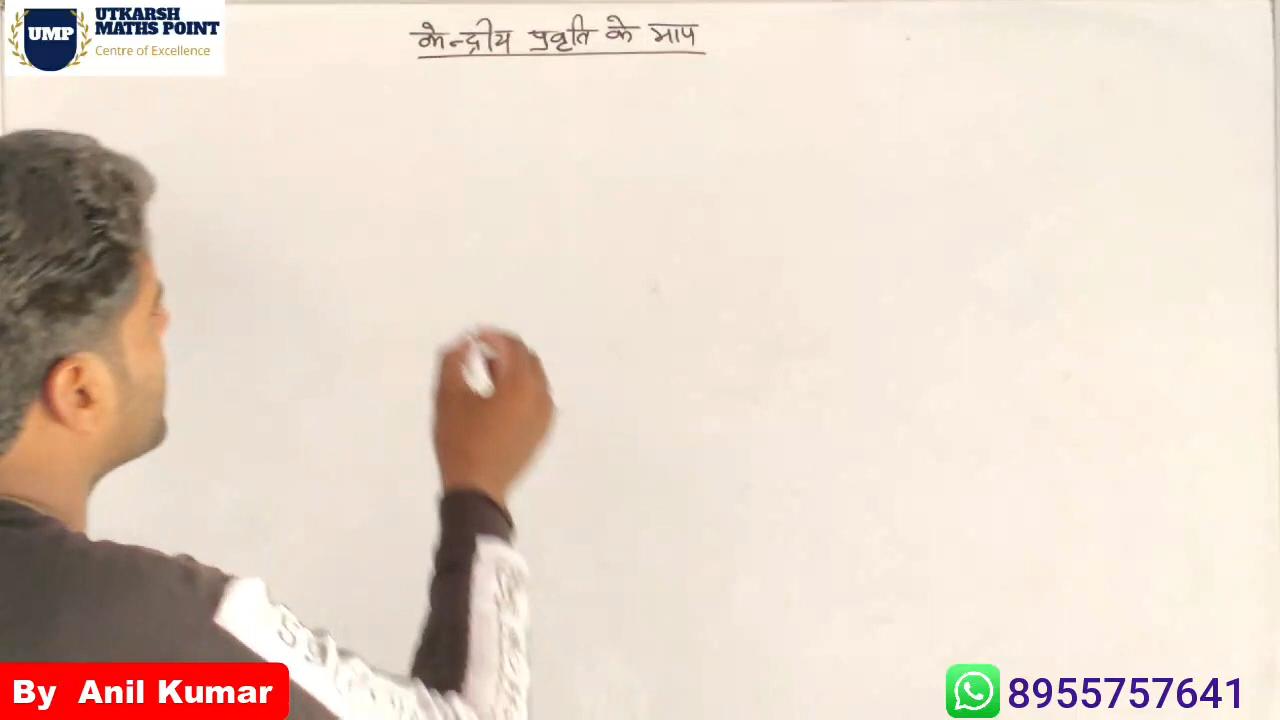 UTKARSH
MATHS POINT
UMP
Centre of Excellence
केन्द्रीय प्रवृति के माप
By Anil Kumar
8955757641